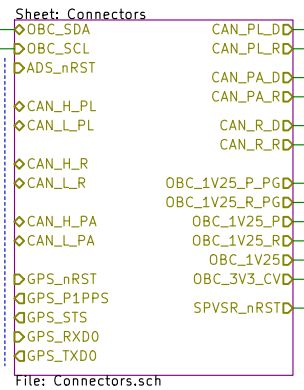 Sheet: Connectors
OBC_SDA
OBC_SCL
ADS_nRST
CAN_H_PL
CAN_L_PL
CAN_H_R
CAN_L_R
CAN_H_PA
CAN_L_PA
GPS_nRST
GPS_P1PPS
GPS_STS
GPS_RXD0
GPS_TXD0
CAN_PL_D
CAN_PL_R
CAN_PA_D
CAN_PA_R
CAN_R_D
CAN_R_R
OBC_1V25_P_PG
OBC_1V25_R_PG
OBC_1V25_P
OBC_1V25_R
OBC_1V25
OBC_3V3_CV
SPVSR_nRST
File: Connectors.sch